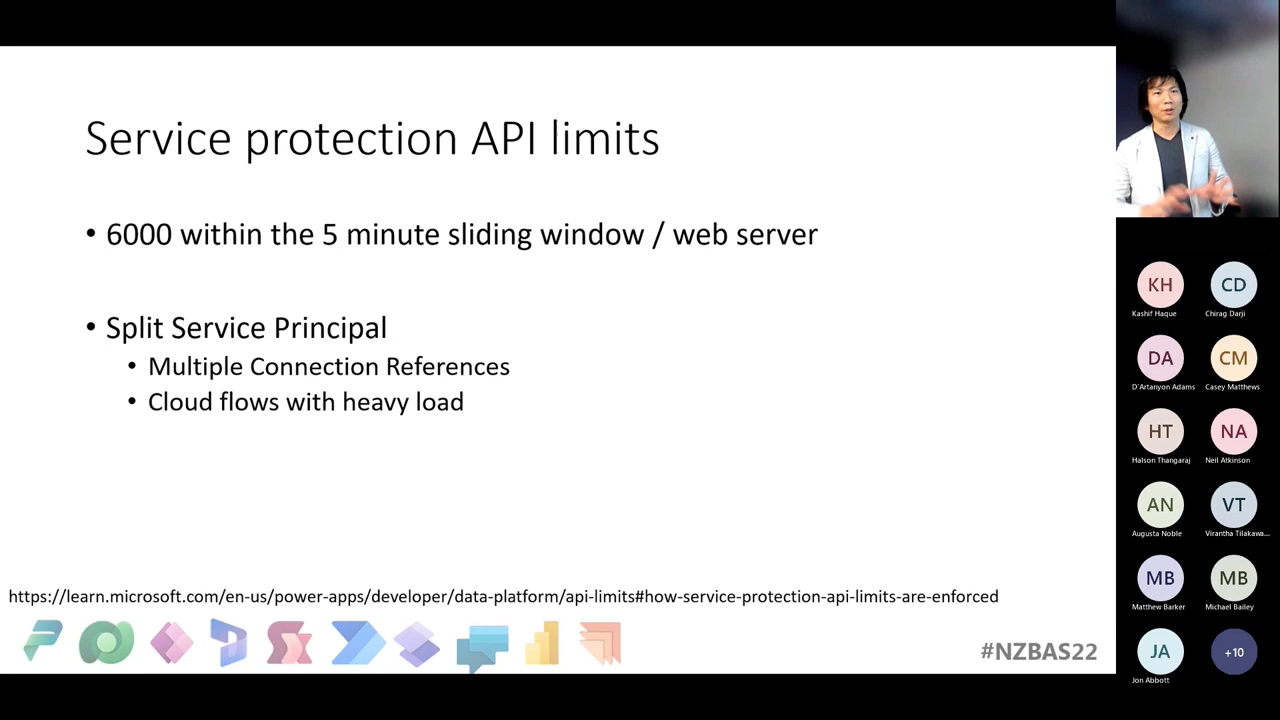 Service protection API limits
• 6000 within the 5 minute sliding window / web server
• Split Service Principal
• Multiple Connection References
• Cloud flows with heavy load
https://learn.microsoft.com/en-us/power-apps/developer/data-platform/api-limits#how-service-protection-api-limits-are-enforced
#NZBAS22
KH CD
Kashif Haque Chirag Darji
DA CM
D'Artanyon Adams Casey Matthews
HT NA
Halson Thangaraj Neil Atkinson
AN VT
Augusta Noble Virantha Tilakawa...
MB MB
Matthew Barker Michael Bailey
JA +10
Jon Abbott